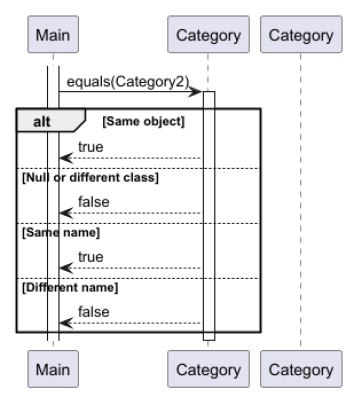 Main Category Category
equals(Category2)
alt [Same object]
true
[Null or different class]
false
[Same name]
true
[Different name]
false
Main Category Category